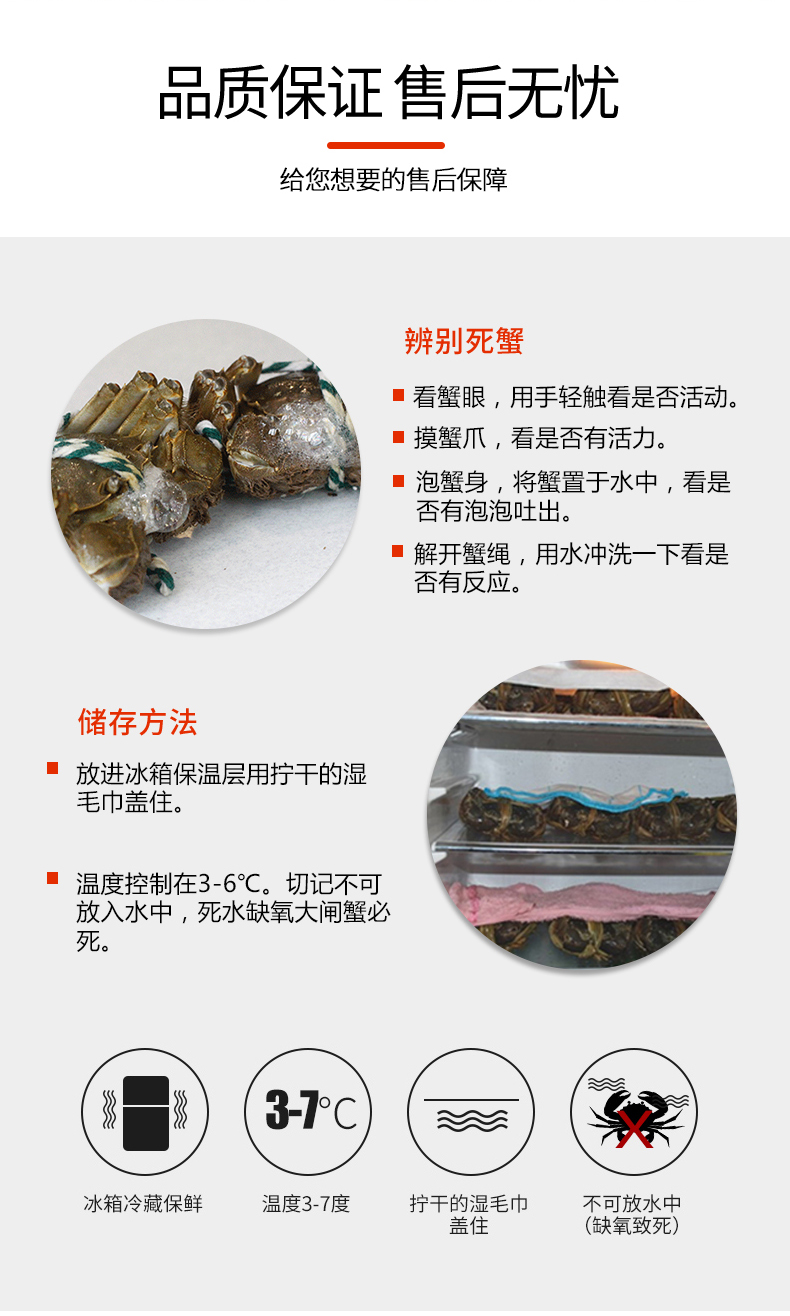 品质保证 售后无忧
给您想要的售后保障
辨别死蟹
看蟹眼，用手轻触看是否活动。
摸蟹爪，看是否有活力。
泡蟹身，将蟹置于水中，看是
否有泡泡吐出。
解开蟹绳，用水冲洗一下看是
否有反应。
储存方法
放进冰箱保温层用拧干的湿
毛巾盖住。
温度控制在3-6℃。切记不可
放入水中，死水缺氧大闸蟹必
死。
3-7℃
冰箱冷藏保鲜
温度3-7度
拧干的湿毛巾
盖住
不可放水中
（缺氧致死）